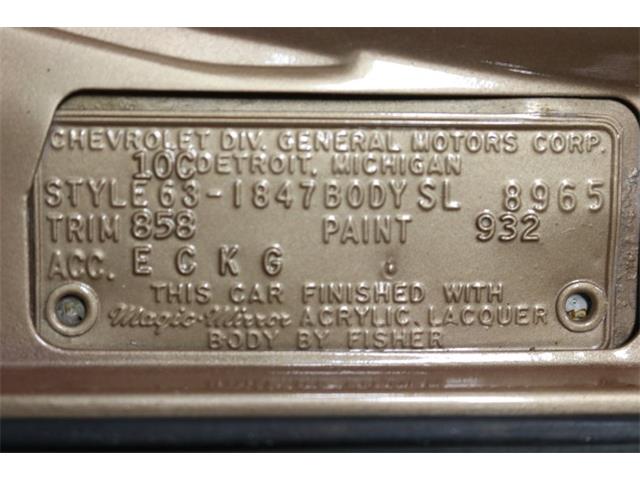 CHEVROLET DIV. GENERAL MOTORS CORP.
10C DETROIT, MICHIGAN
STYLE 63-1847 BODY SL 8965
TRIM 858 PAINT 932
ACC. E C K G
THIS CAR FINISHED WITH
Magic-Mirror ACRYLIC LACQUER
BODY BY FISHER